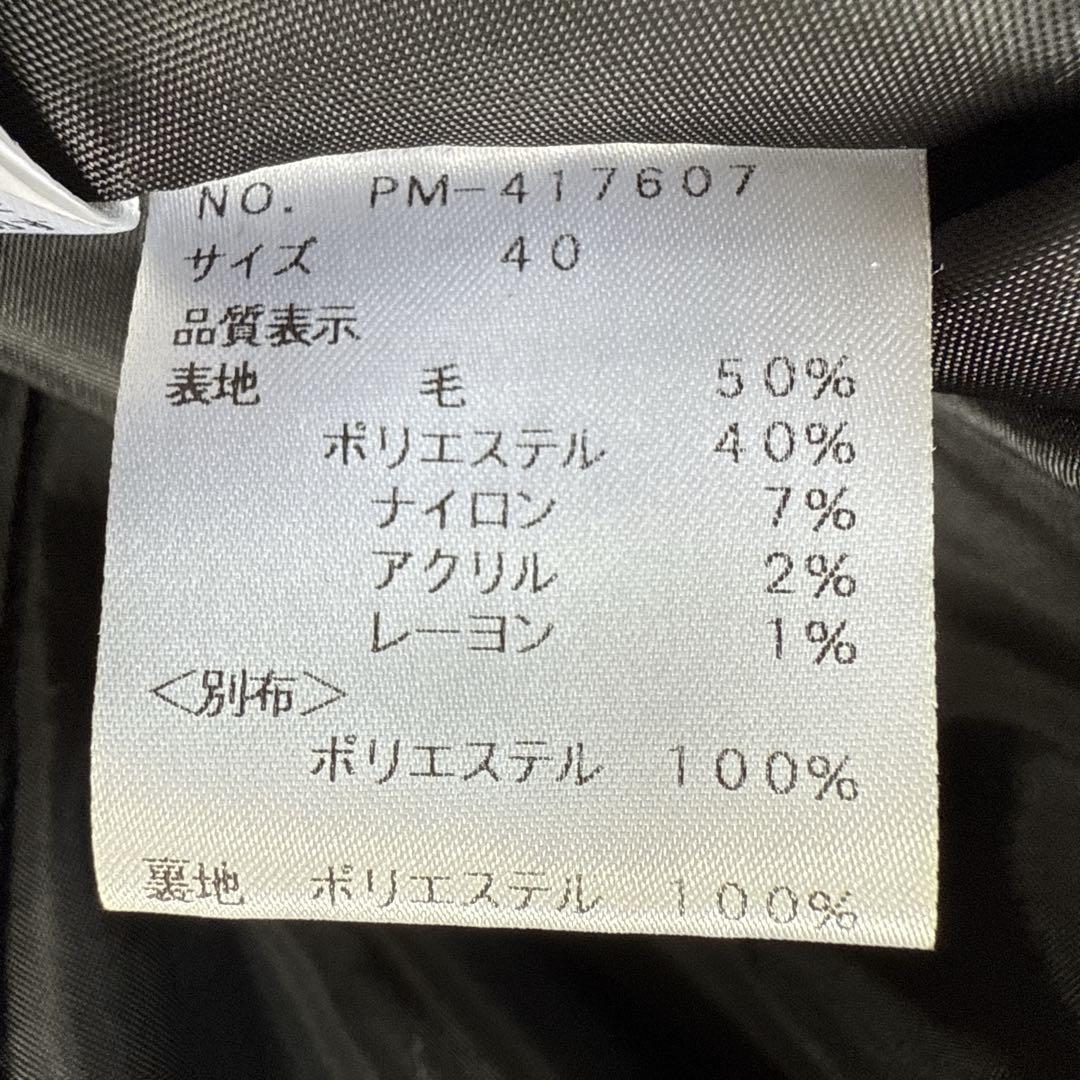 NO. PM-417607
サイズ 40
品質表示
表地 毛 50%
ポリエステル 40%
ナイロン 7%
アクリル 2%
レーヨン 1%
<別布>
ポリエステル 100%
裏地 ポリエステル 100%